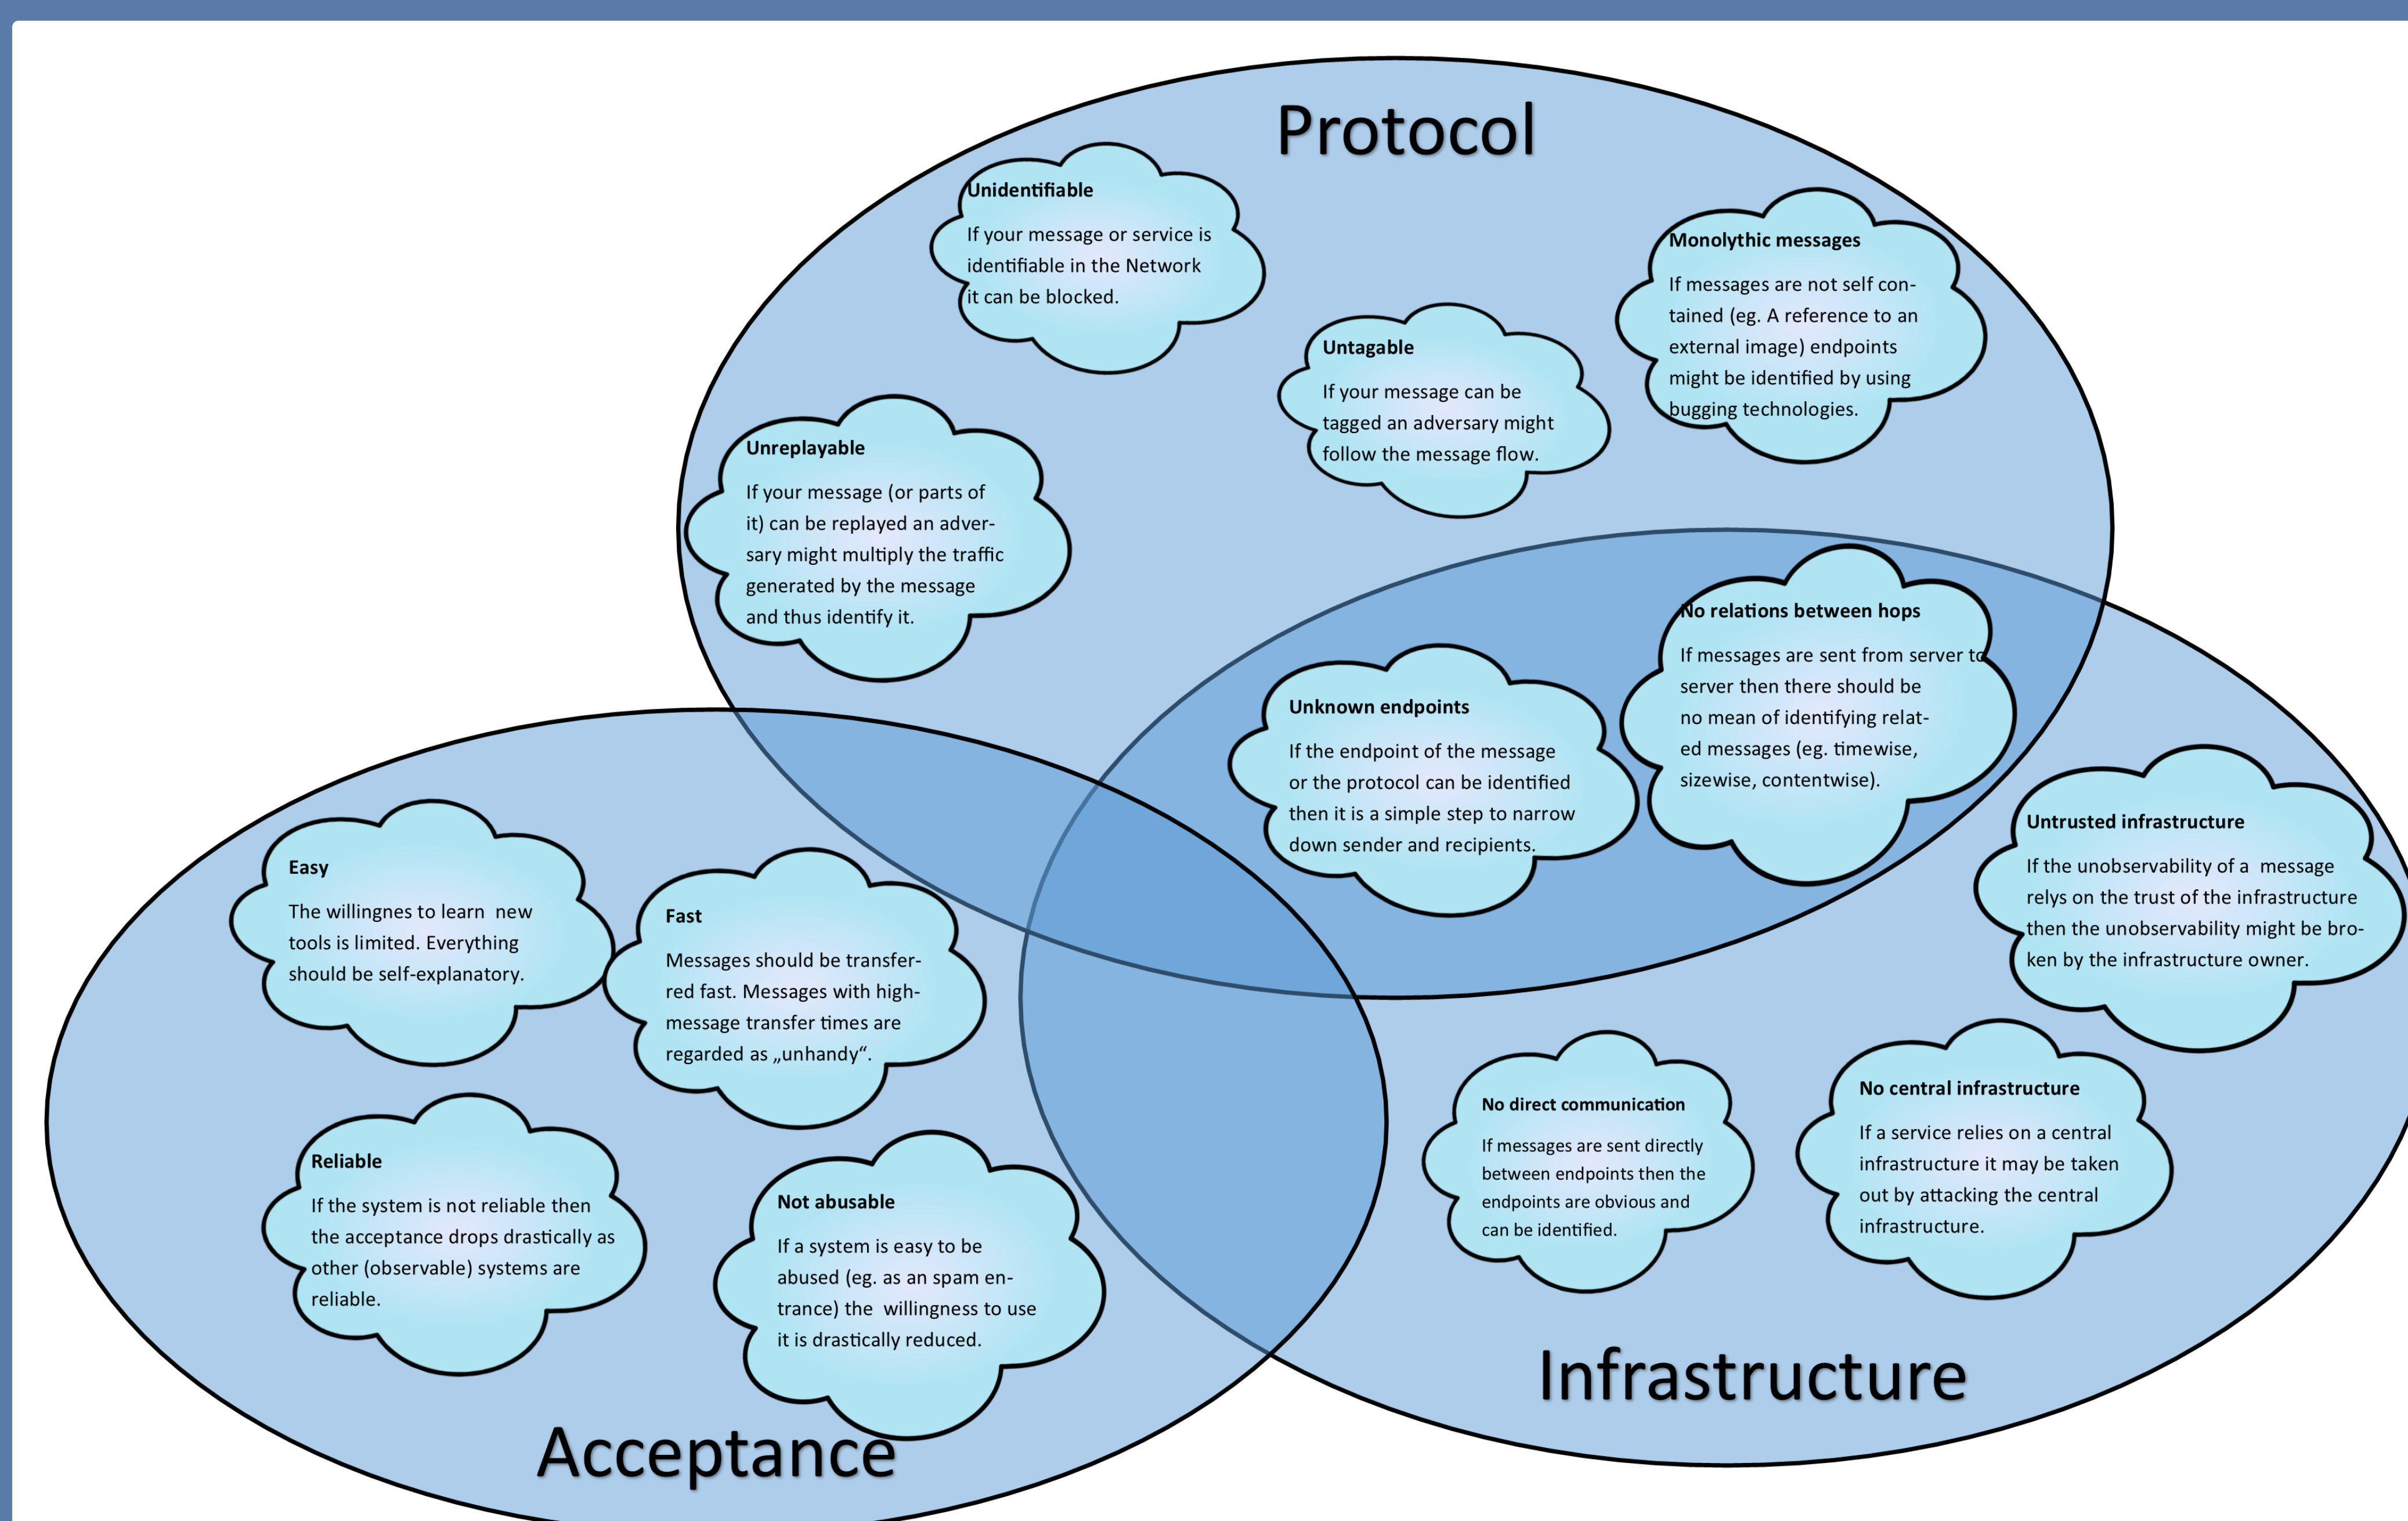 Protocol
Unidentifiable
If your message or service is
identifiable in the Network
it can be blocked.
Monolythic messages
If messages are not self con-
tained (eg. A reference to an
external image) endpoints
might be identified by using
bugging technologies.
Untagable
If your message can be
tagged an adversary might
follow the message flow.
Unreplayable
If your message (or parts of
it) can be replayed an adver-
sary might multiply the traffic
generated by the message
and thus identify it.
No relations between hops
If messages are sent from server to
server then there should be
no mean of identifying relat-
ed messages (eg. timewise,
sizewise, contentwise).
Unknown endpoints
If the endpoint of the message
or the protocol can be identified
then it is a simple step to narrow
down sender and recipients.
Untrusted infrastructure
If the unobservability of a  message
relys on the trust of the infrastructure
then the unobservability might be bro-
ken by the infrastructure owner.
Easy
The willingnes to learn  new
tools is limited. Everything
should be self-explanatory.
Fast
Messages should be transfer-
red fast. Messages with high-
message transfer times are
regarded as „unhandy“.
No direct communication
If messages are sent directly
between endpoints then the
endpoints are obvious and
can be identified.
No central infrastructure
If a service relies on a central
infrastructure it may be taken
out by attacking the central
infrastructure.
Reliable
If the system is not reliable then
the acceptance drops drastically as
other (observable) systems are
reliable.
Not abusable
If a system is easy to be
abused (eg. as an spam en-
trance) the  willingness to use
it is drastically reduced.
Infrastructure
Acceptance